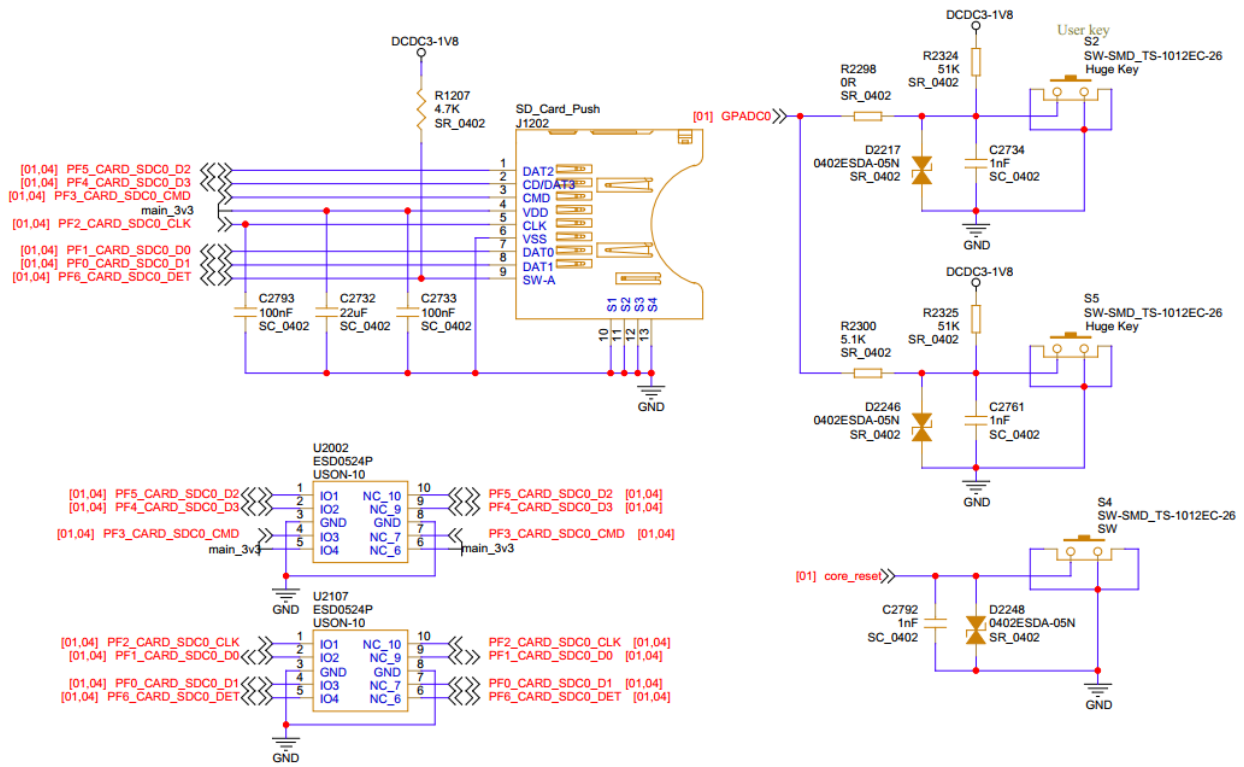 DCDC3-1V8
R1207
4.7K
SR_0402
SD_Card_Push
J1202
[01,04] PF5_CARD_SDC0_D2
[01,04] PF4_CARD_SDC0_D3
[01,04] PF3_CARD_SDC0_CMD
main_3v3
[01,04] PF2_CARD_SDC0_CLK
[01,04] PF1_CARD_SDC0_D0
[01,04] PF0_CARD_SDC0_D1
[01,04] PF6_CARD_SDC0_DET
1 DAT2
2 CD/DAT3
3 CMD
4 VDD
5 CLK
6 VSS
7 DAT0
8 DAT1
9 SW-A
S1 S2 S3 S4
10 11 12 13
C2793
100nF
SC_0402
C2732
22uF
SC_0402
C2733
100nF
SC_0402
GND
U2002
ESD0524P
USON-10
[01,04] PF5_CARD_SDC0_D2 1 IO1 NC_10 10 PF5_CARD_SDC0_D2 [01,04]
[01,04] PF4_CARD_SDC0_D3 2 IO2 NC_9 9 PF4_CARD_SDC0_D3 [01,04]
3 GND GND 8
[01,04] PF3_CARD_SDC0_CMD 4 IO3 NC_7 7 PF3_CARD_SDC0_CMD [01,04]
main_3v3 5 IO4 NC_6 6 main_3v3
GND
U2107
ESD0524P
USON-10
[01,04] PF2_CARD_SDC0_CLK 1 IO1 NC_10 10 PF2_CARD_SDC0_CLK [01,04]
[01,04] PF1_CARD_SDC0_D0 2 IO2 NC_9 9 PF1_CARD_SDC0_D0 [01,04]
3 GND GND 8
[01,04] PF0_CARD_SDC0_D1 4 IO3 NC_7 7 PF0_CARD_SDC0_D1 [01,04]
[01,04] PF6_CARD_SDC0_DET 5 IO4 NC_6 6 PF6_CARD_SDC0_DET [01,04]
GND
DCDC3-1V8
User key
S2
SW-SMD_TS-1012EC-26
Huge Key
R2298
0R
SR_0402
R2324
51K
SR_0402
[01] GPADC0
D2217
0402ESDA-05N
SR_0402
C2734
1nF
SC_0402
GND
DCDC3-1V8
S5
SW-SMD_TS-1012EC-26
Huge Key
R2300
5.1K
SR_0402
R2325
51K
SR_0402
D2246
0402ESDA-05N
SR_0402
C2761
1nF
SC_0402
GND
S4
SW-SMD_TS-1012EC-26
SW
[01] core_reset
C2792
1nF
SC_0402
D2248
0402ESDA-05N
SR_0402
GND